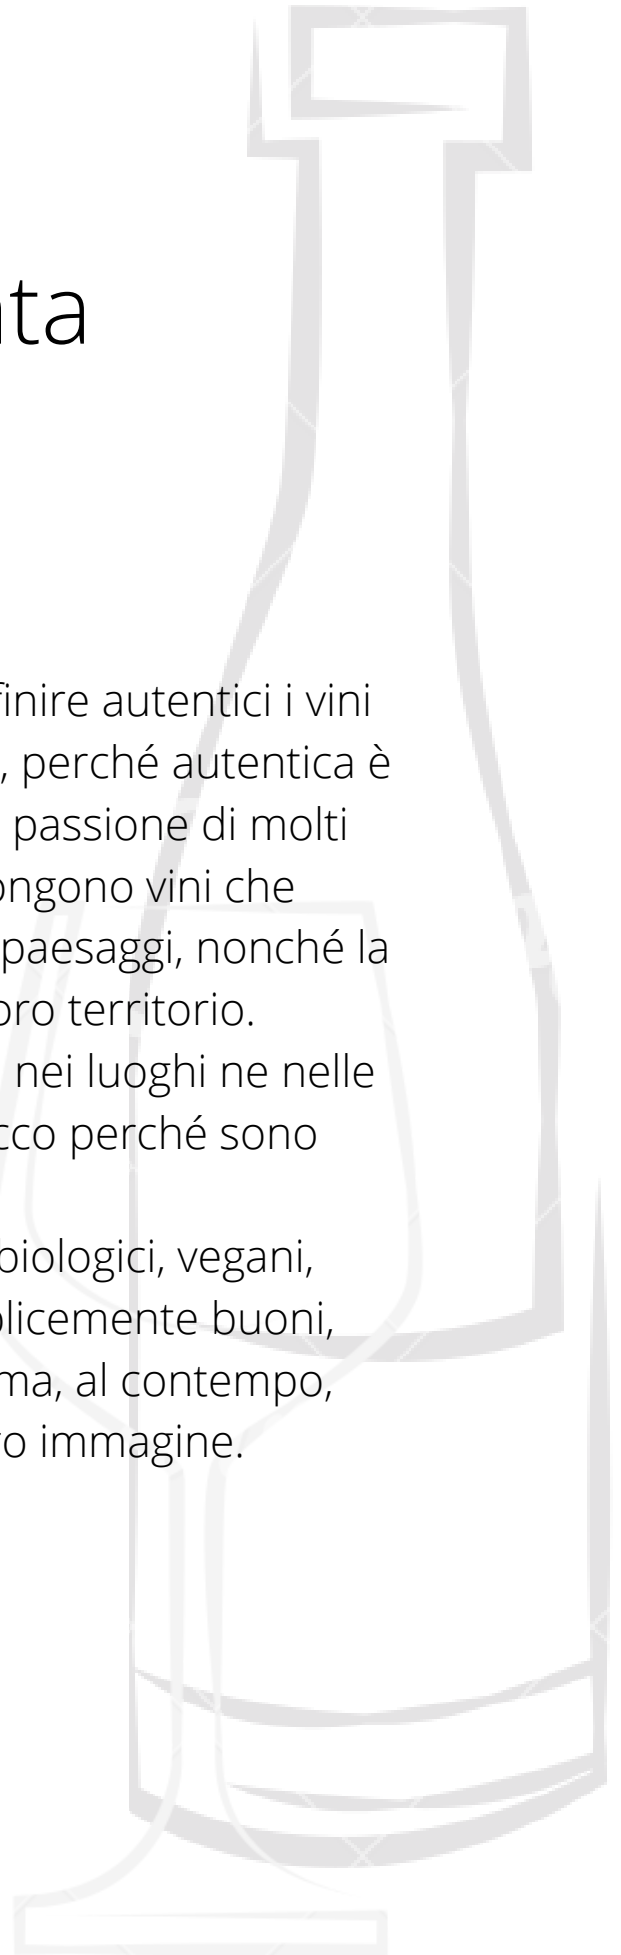 ta
finire autentici i vini
, perché autentica è
passione di molti
ongono vini che
paesaggi, nonché la
oro territorio.
nei luoghi ne nelle
cco perché sono
biologici, vegani,
plicemente buoni,
ma, al contempo,
ro immagine.